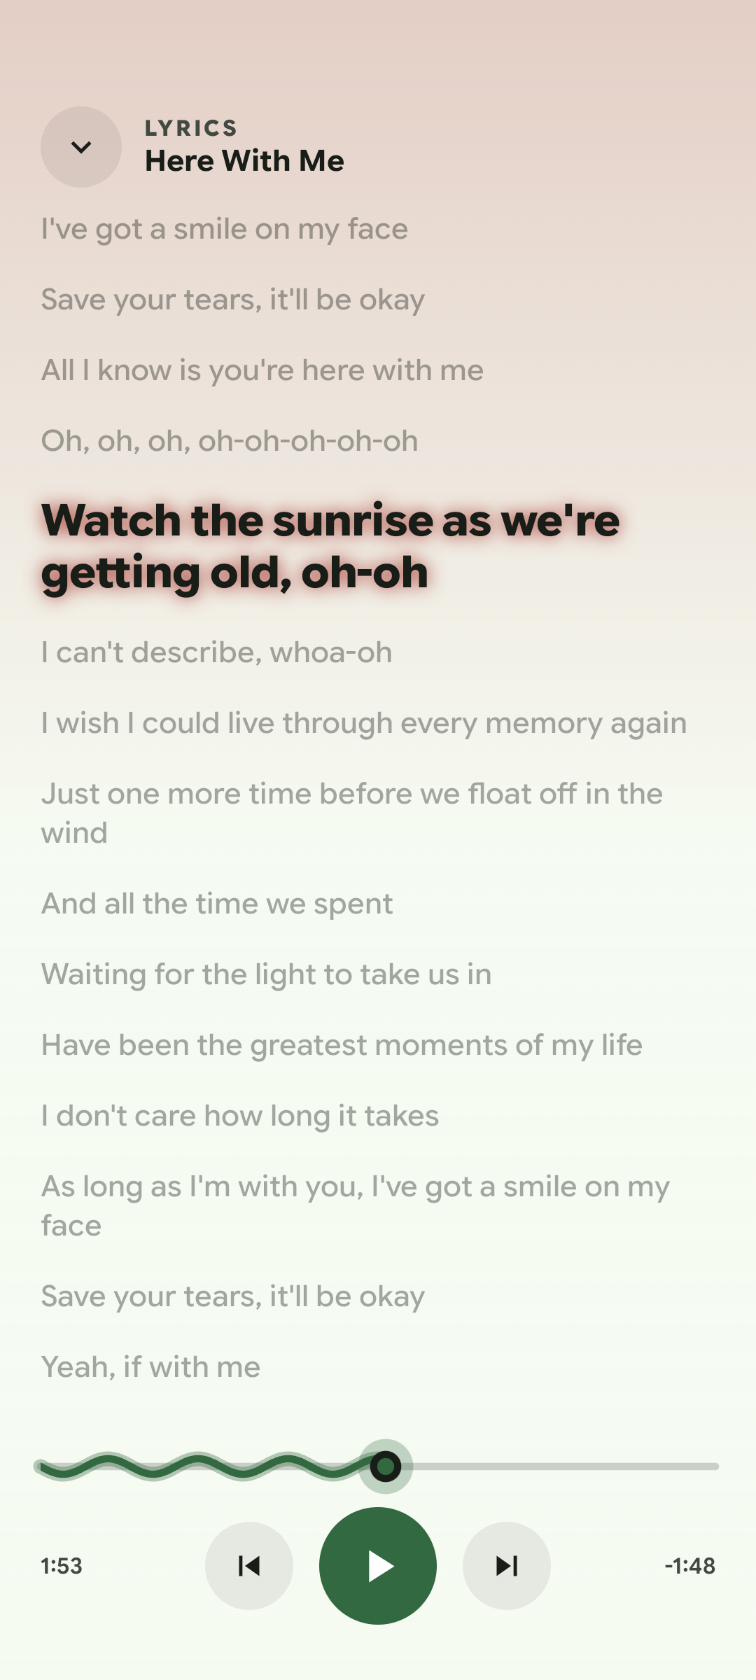 LYRICS
Here With Me
I've got a smile on my face
Save your tears, it'll be okay
All I know is you're here with me
Oh, oh, oh, oh-oh-oh-oh-oh
Watch the sunrise as we're
getting old, oh-oh
I can't describe, whoa-oh
I wish I could live through every memory again
Just one more time before we float off in the
wind
And all the time we spent
Waiting for the light to take us in
Have been the greatest moments of my life
I don't care how long it takes
As long as I'm with you, I've got a smile on my
face
Save your tears, it'll be okay
Yeah, if with me
1:53
-1:48